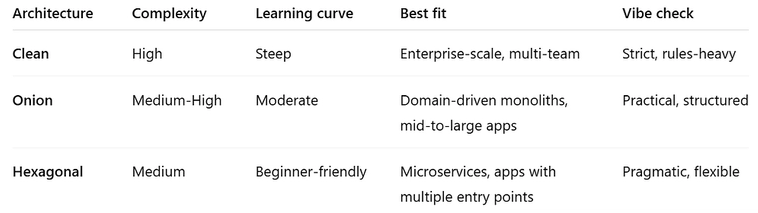 Architecture Complexity Learning curve Best fit Vibe check
Clean High Steep Enterprise-scale, multi-team Strict, rules-heavy
Onion Medium-High Moderate Domain-driven monoliths, Practical, structured
mid-to-large apps
Hexagonal Medium Beginner-friendly Microservices, apps with Pragmatic, flexible
multiple entry points